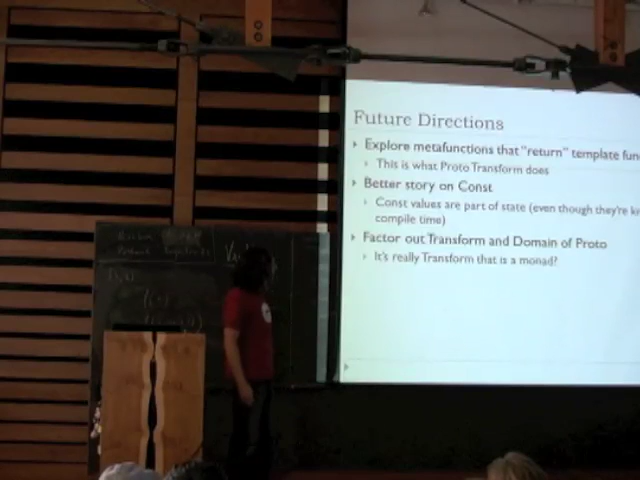 Future Directions
Explore metafunctions that "return" template fun
This is what Proto Transform does
Better story on Const
Const values are part of state (even though they're kn
compile time)
Factor out Transform and Domain of Proto
It's really Transform that is a monad?